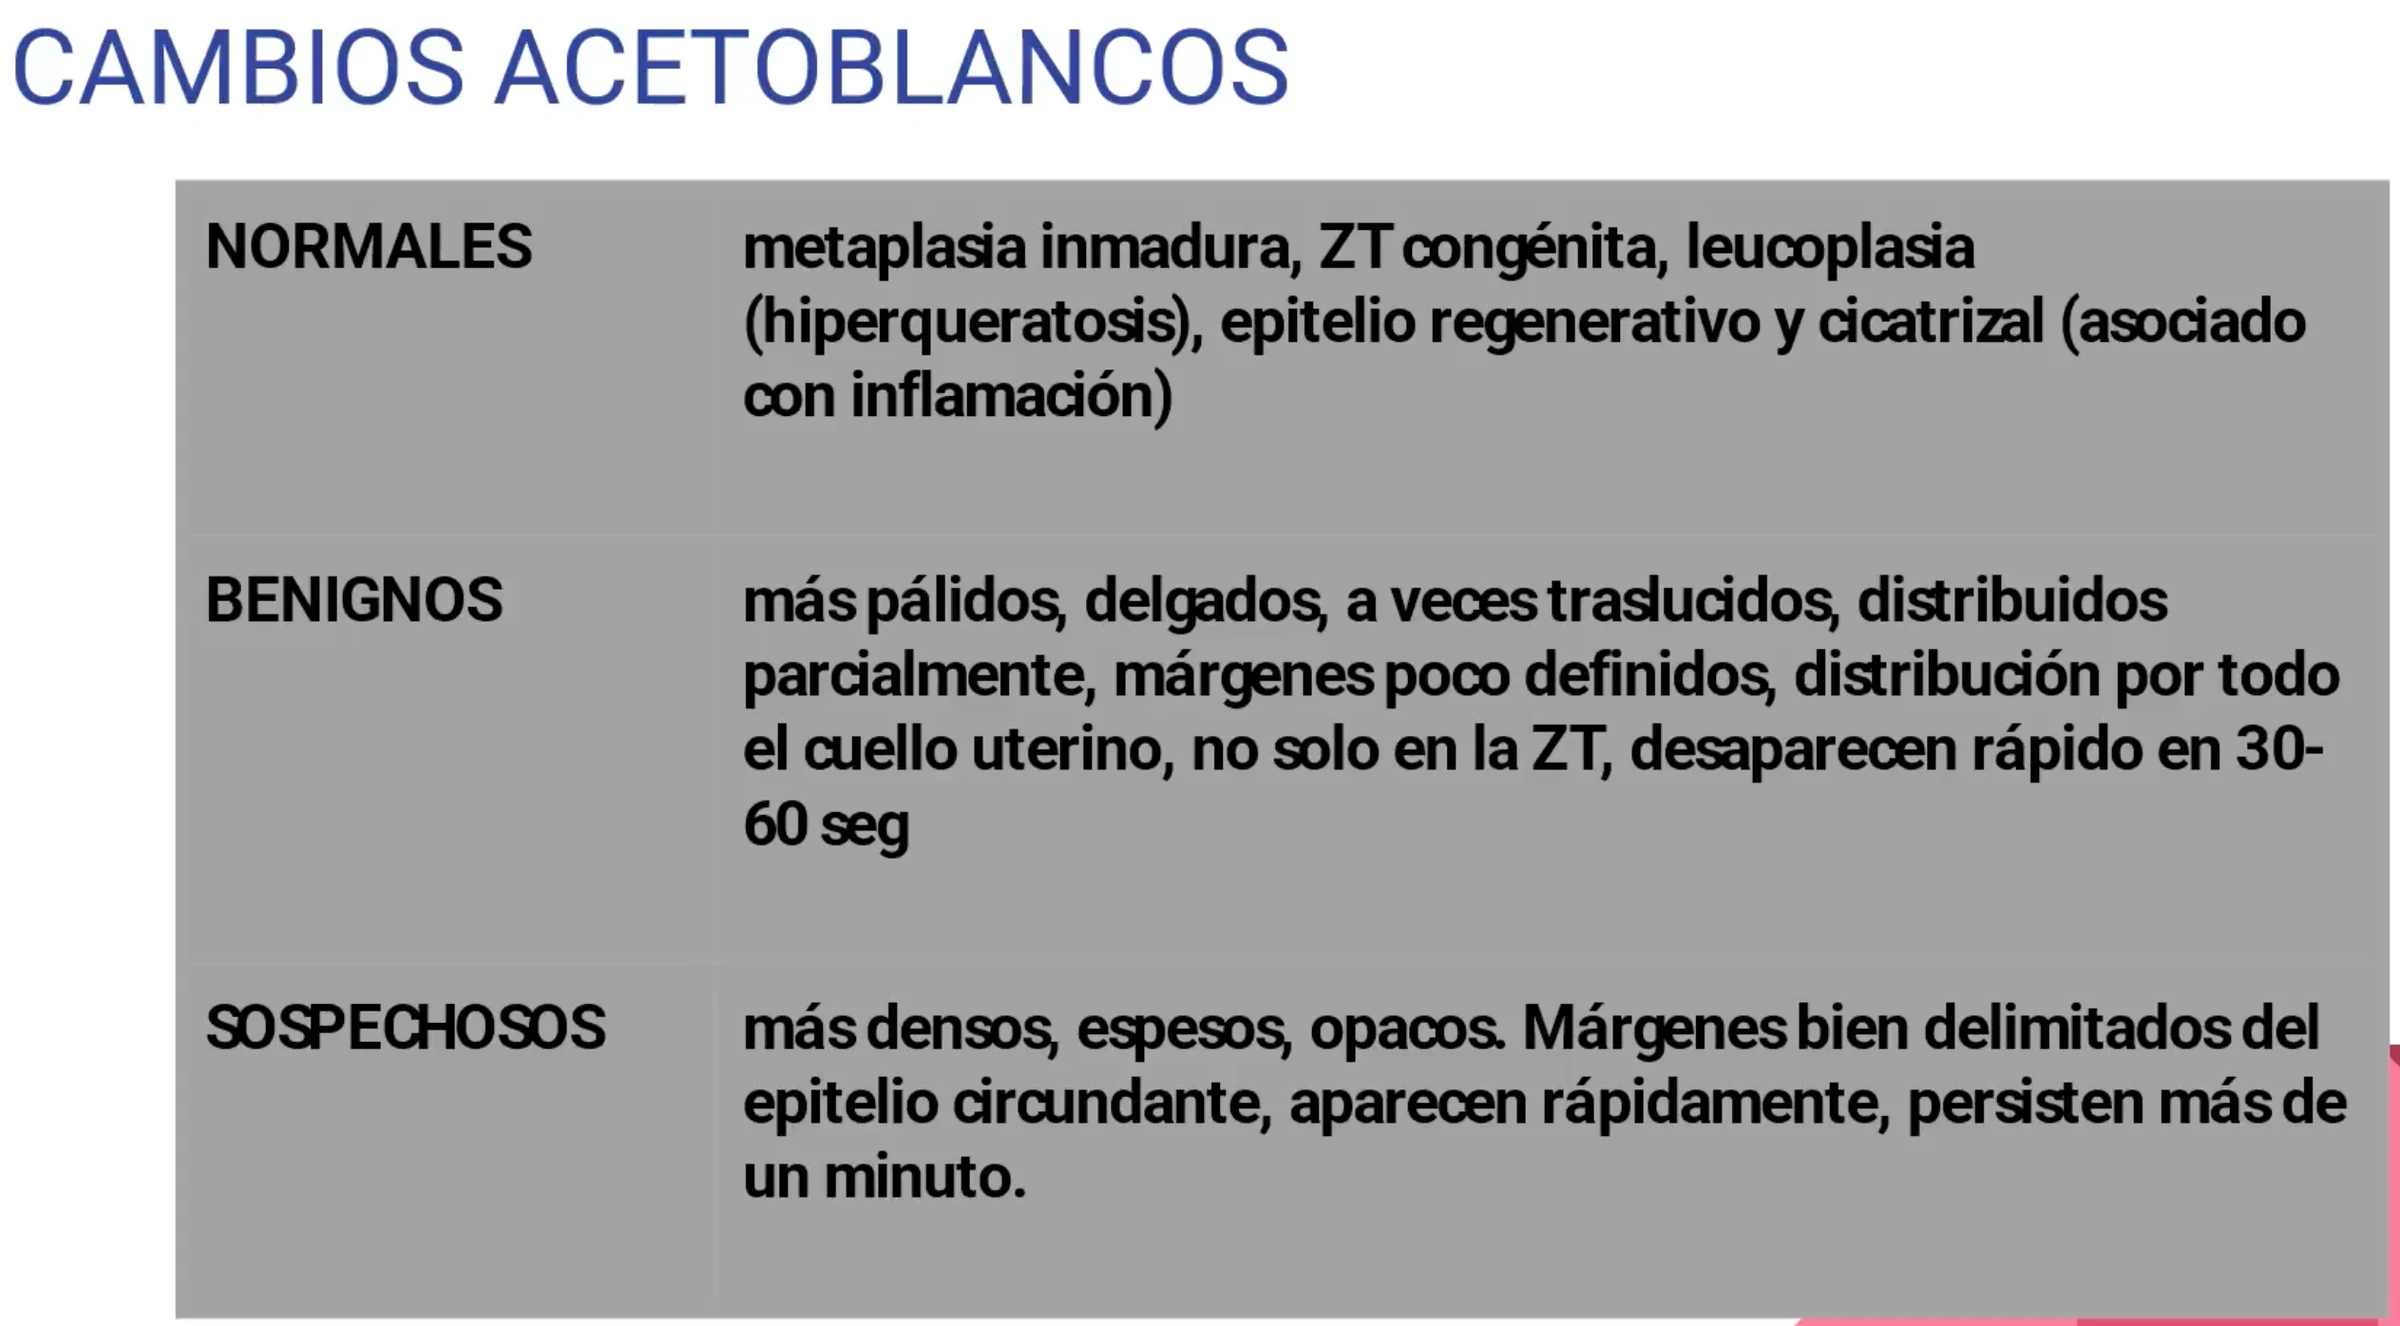 CAMBIOS ACETOBLANCOS
NORMALES
metaplasia inmadura, ZT congénita, leucoplasia
(hiperqueratosis), epitelio regenerativo y cicatrizal (asociado
con inflamación)
BENIGNOS
más pálidos, delgados, a veces traslucidos, distribuidos
parcialmente, márgenes poco definidos, distribución por todo
el cuello uterino, no solo en la ZT, desaparecen rápido en 30-
60 seg
SOSPECHOSOS
más densos, espesos, opacos. Márgenes bien delimitados del
epitelio circundante, aparecen rápidamente, persisten más de
un minuto.